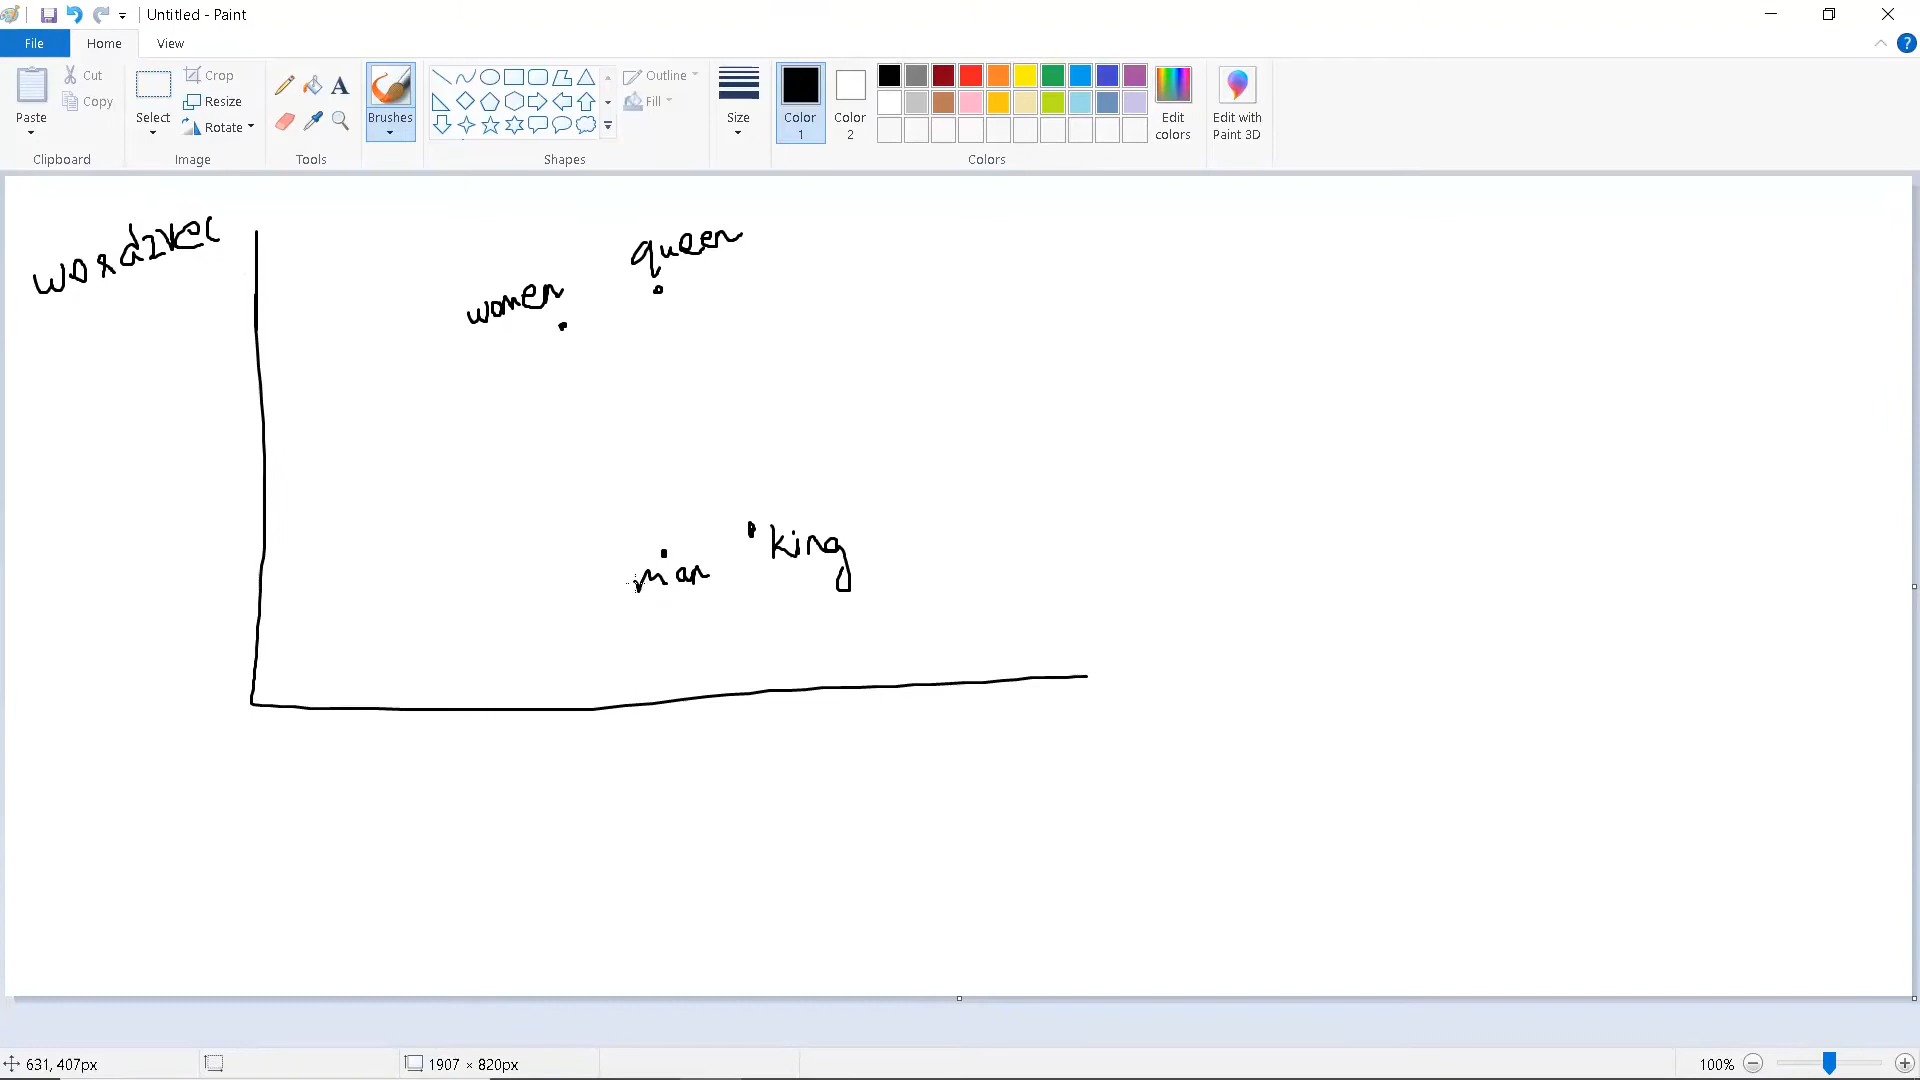 Untitled - Paint
File Home View
Cut
Copy
Paste
Clipboard
Crop
Resize
Rotate
Select
Image
A
Tools
Brushes
Outline
Fill
Shapes
Size
Color 1
Color 2
Edit colors
Colors
Edit with Paint 3D
word2vec
queen
women
king
man
631, 407px
1907 × 820px
100%